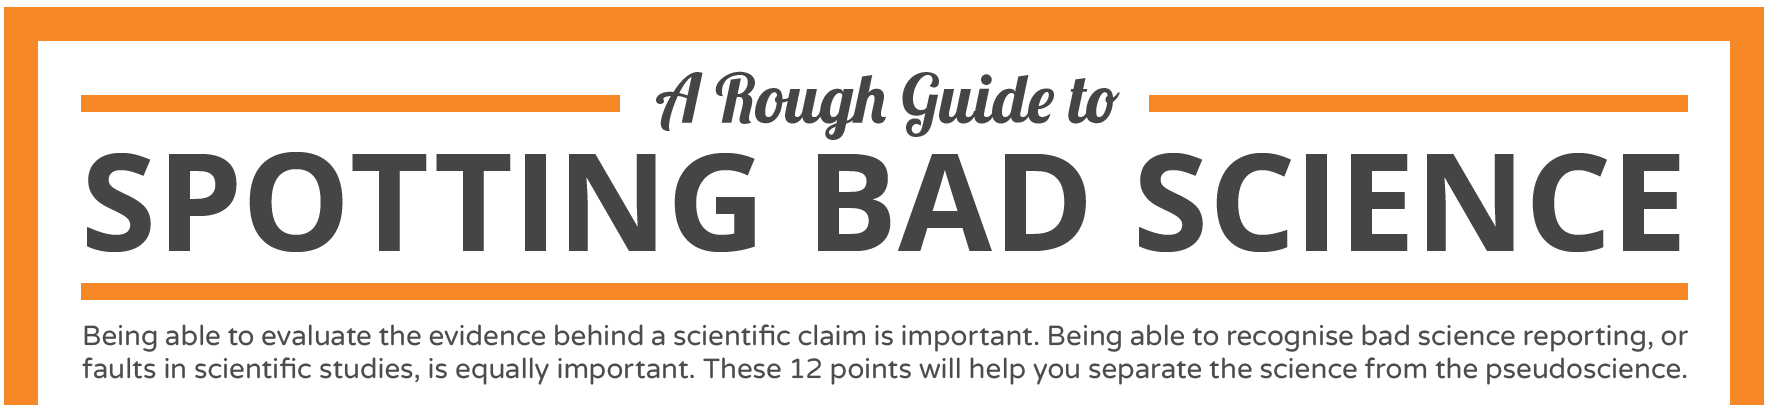 A Rough Guide to
SPOTTING BAD SCIENCE
Being able to evaluate the evidence behind a scientific claim is important. Being able to recognise bad science reporting, or
faults in scientific studies, is equally important. These 12 points will help you separate the science from the pseudoscience.